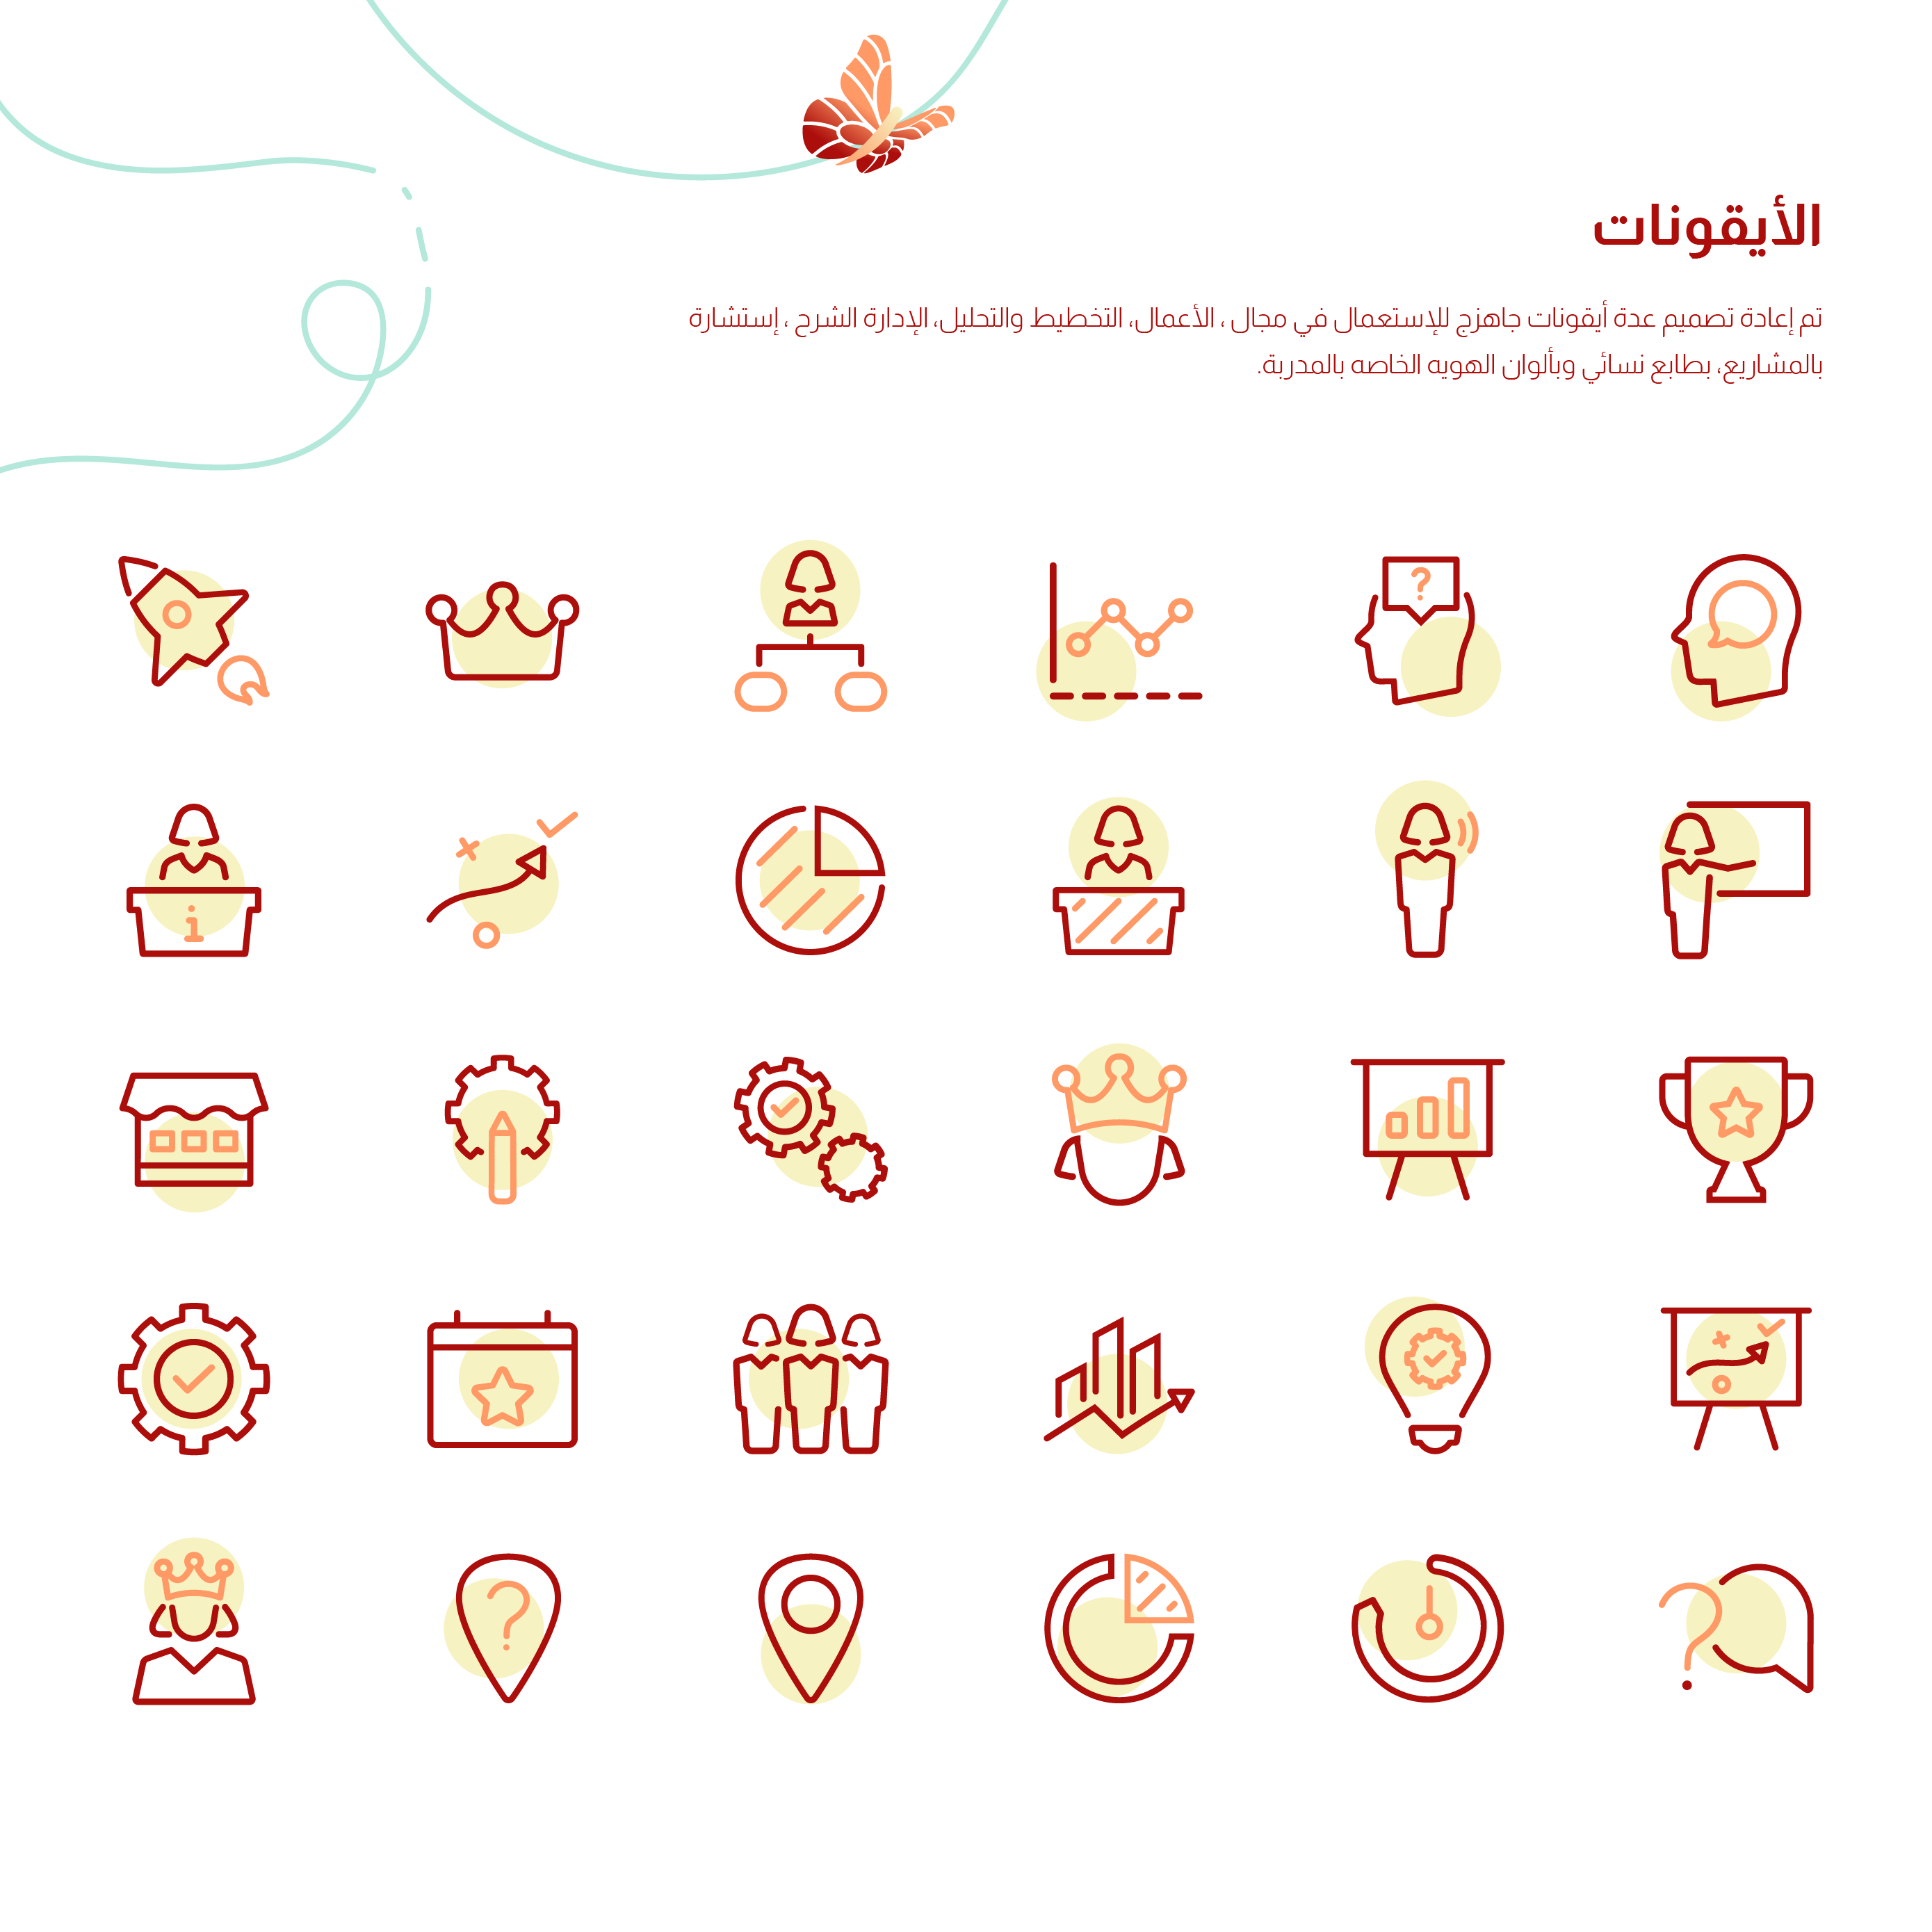 الأيقونات
تم إعادة تصميم عدة أيقونات جاهزج للإستعمال في مجال ، الأعمال، التخطيط والتحليل، الإدارة الشرح ، إستشارة
بالمشاريع، بطابع نسائي وبألوان الهويه الخاصه بالمدربة.